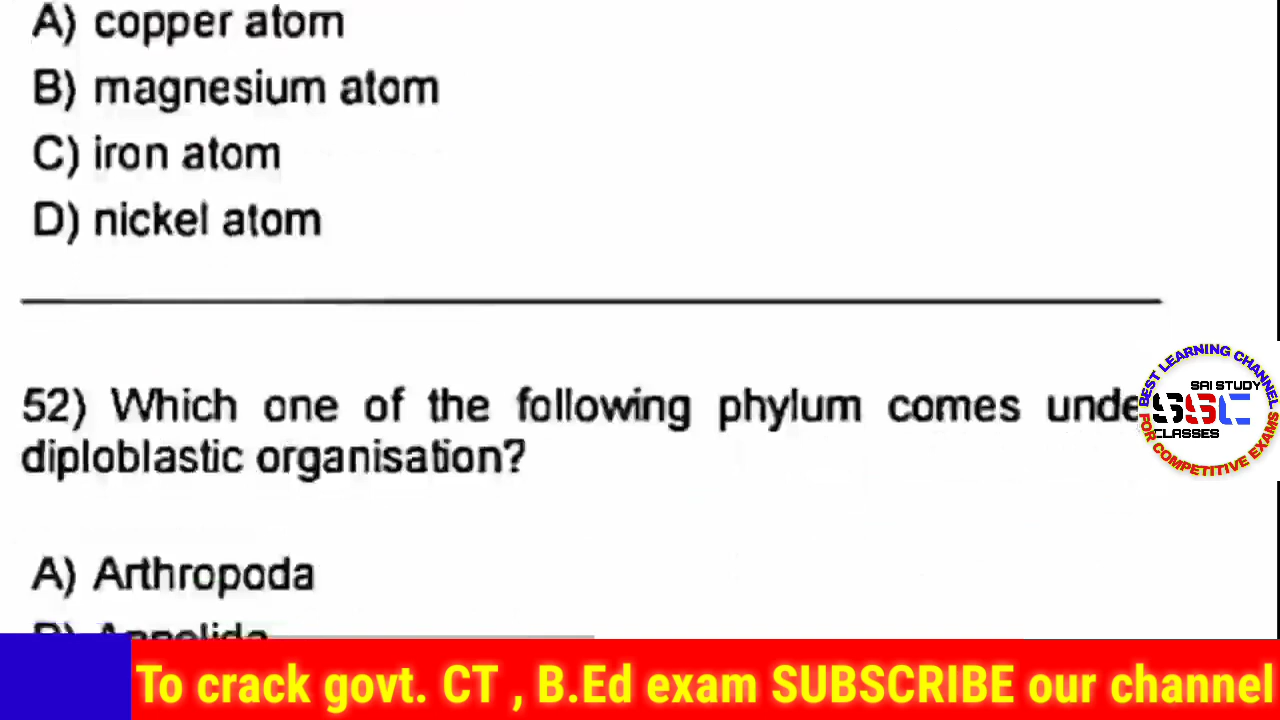 A) copper atom
B) magnesium atom
C) iron atom
D) nickel atom
52) Which one of the following phylum comes unde
diploblastic organisation?
BEST LEARNING CHANNEL
SAI STUDY
SSC
CLASSES
FOR COMPETITIVE EXAMS
A) Arthropoda
B) Annelida
To crack govt. CT , B.Ed exam SUBSCRIBE our channel